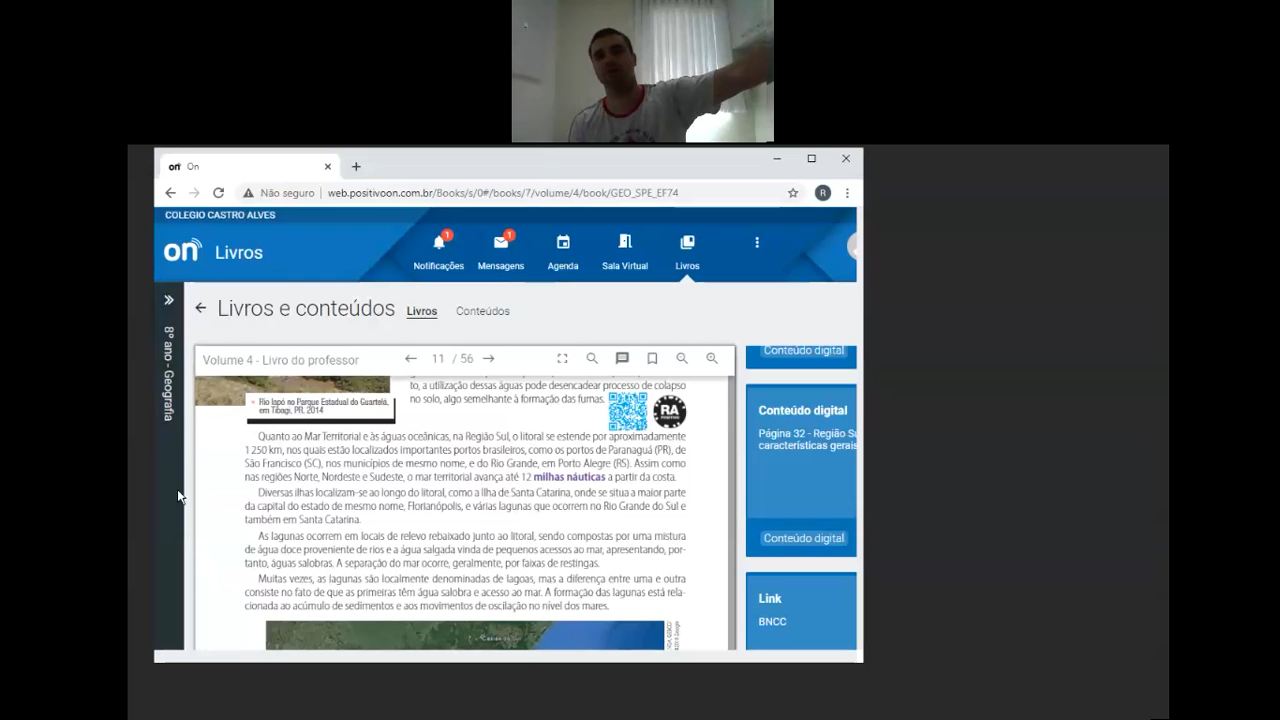 on On
Não seguro web.positivoon.com.br/Books/s/0#/books/7/volume/4/book/GEO_SPE_EF74 R
COLEGIO CASTRO ALVES
on Livros
1 1
Notificações Mensagens Agenda Sala Virtual Livros
Livros e conteúdos Livros Conteúdos
8º ano - Geografia
Volume 4 - Livro do professor 11 / 56
to, a utilização dessas águas pode desencadear processo de colapso
no solo, algo semelhante à formação das furnas.
Rio Iapó no Parque Estadual do Guartelá,
em Tibagi, PR, 2014
RA
Quanto ao Mar Territorial e às águas oceânicas, na Região Sul, o litoral se estende por aproximadamente
1 250 km, nos quais estão localizados importantes portos brasileiros, como os portos de Paranaguá (PR), de
São Francisco (SC), nos municípios de mesmo nome, e do Rio Grande, em Porto Alegre (RS). Assim como
nas regiões Norte, Nordeste e Sudeste, o mar territorial avança até 12 milhas náuticas a partir da costa.
Diversas ilhas localizam-se ao longo do litoral, como a Ilha de Santa Catarina, onde se situa a maior parte
da capital do estado de mesmo nome, Florianópolis, e várias lagunas que ocorrem no Rio Grande do Sul e
também em Santa Catarina.
As lagunas ocorrem em locais de relevo rebaixado junto ao litoral, sendo compostas por uma mistura
de água doce proveniente de rios e a água salgada vinda de pequenos acessos ao mar, apresentando, por-
tanto, águas salobras. A separação do mar ocorre, geralmente, por faixas de restingas.
Muitas vezes, as lagunas são localmente denominadas de lagoas, mas a diferença entre uma e outra
consiste no fato de que as primeiras têm água salobra e acesso ao mar. A formação das lagunas está rela-
cionada ao acúmulo de sedimentos e aos movimentos de oscilação no nível dos mares.
Conteúdo digital
Conteúdo digital
Página 32 - Região Su
características gerais
Conteúdo digital
Link
BNCC